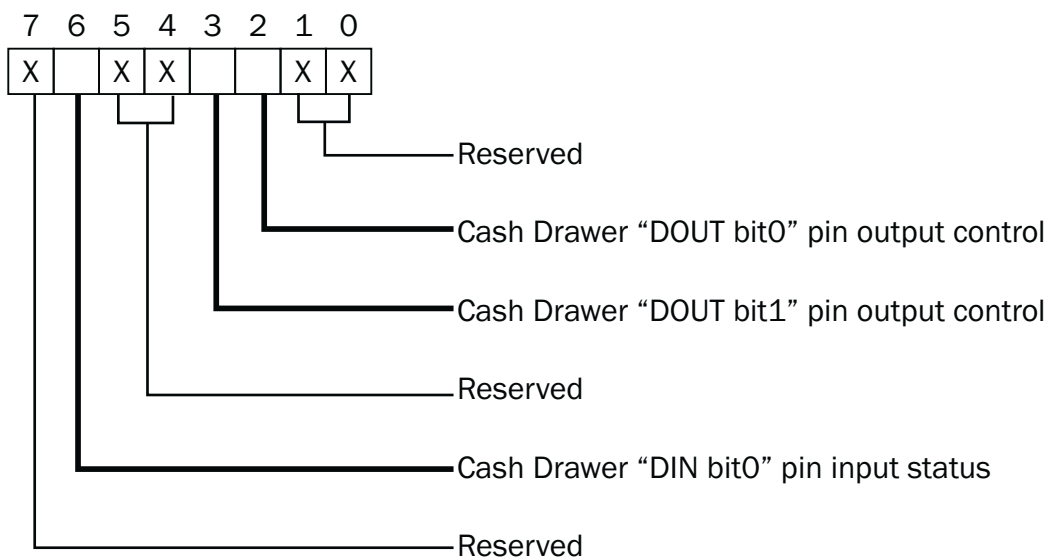 7 6 5 4 3 2 1 0
X X X X X
Reserved
Cash Drawer “DOUT bit0” pin output control
Cash Drawer “DOUT bit1” pin output control
Reserved
Cash Drawer “DIN bit0” pin input status
Reserved